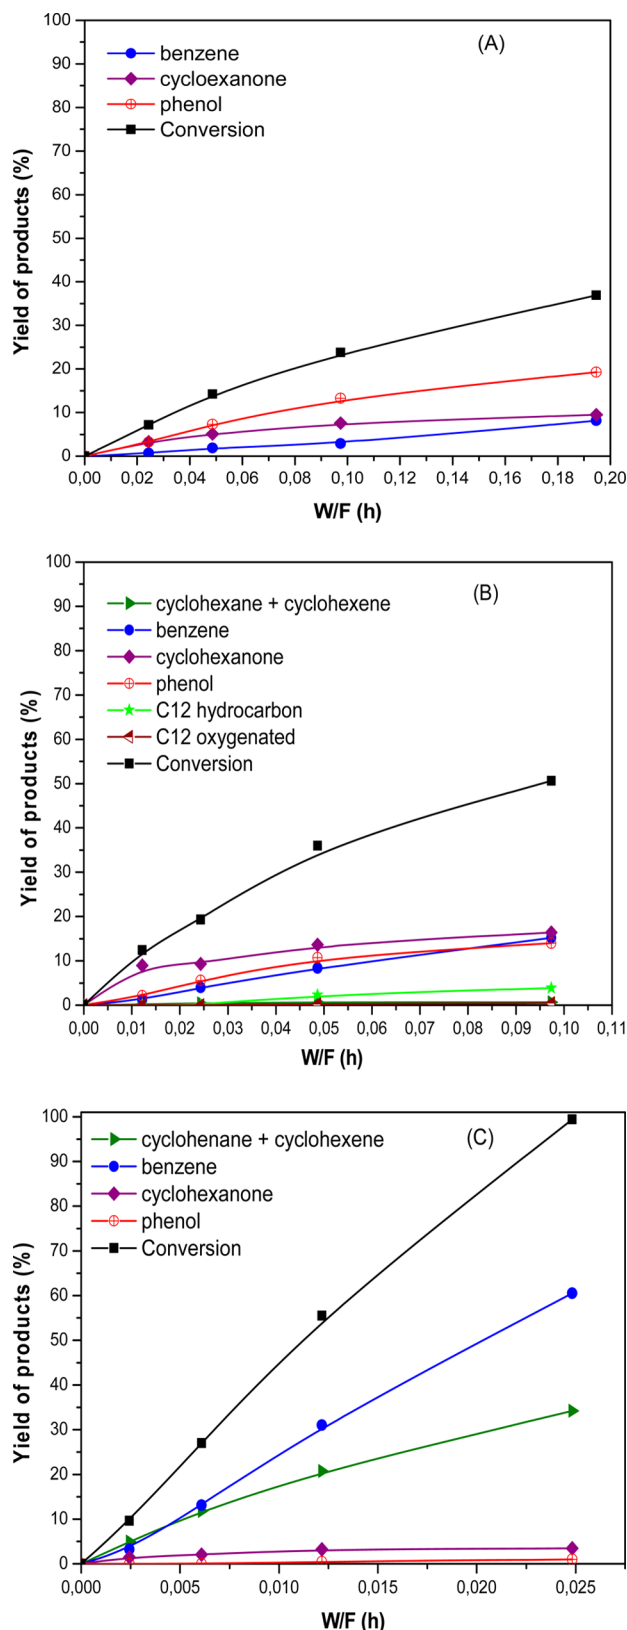 (A)
benzene
cycloexanone
phenol
Conversion
Yield of products (%)
100
90
80
70
60
50
40
30
20
10
0
0,00 0,02 0,04 0,06 0,08 0,10 0,12 0,14 0,16 0,18 0,20
W/F (h)
(B)
cyclohexane + cyclohexene
benzene
cyclohexanone
phenol
C12 hydrocarbon
C12 oxygenated
Conversion
Yield of products (%)
100
90
80
70
60
50
40
30
20
10
0
0,00 0,01 0,02 0,03 0,04 0,05 0,06 0,07 0,08 0,09 0,10 0,11
W/F (h)
(C)
cyclohenane + cyclohexene
benzene
cyclohexanone
phenol
Conversion
Yield of products (%)
100
90
80
70
60
50
40
30
20
10
0
0,000 0,005 0,010 0,015 0,020 0,025
W/F (h)